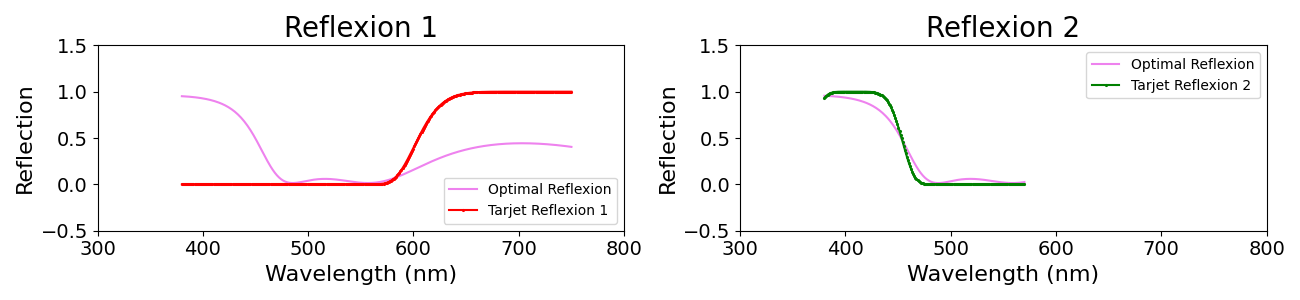 Reflexion 1
1.5
1.0
0.5
0.0
−0.5
Reflection
300 400 500 600 700 800
Wavelength (nm)
Optimal Reflexion
Tarjet Reflexion 1
Reflexion 2
1.5
1.0
0.5
0.0
−0.5
Reflection
300 400 500 600 700 800
Wavelength (nm)
Optimal Reflexion
Tarjet Reflexion 2